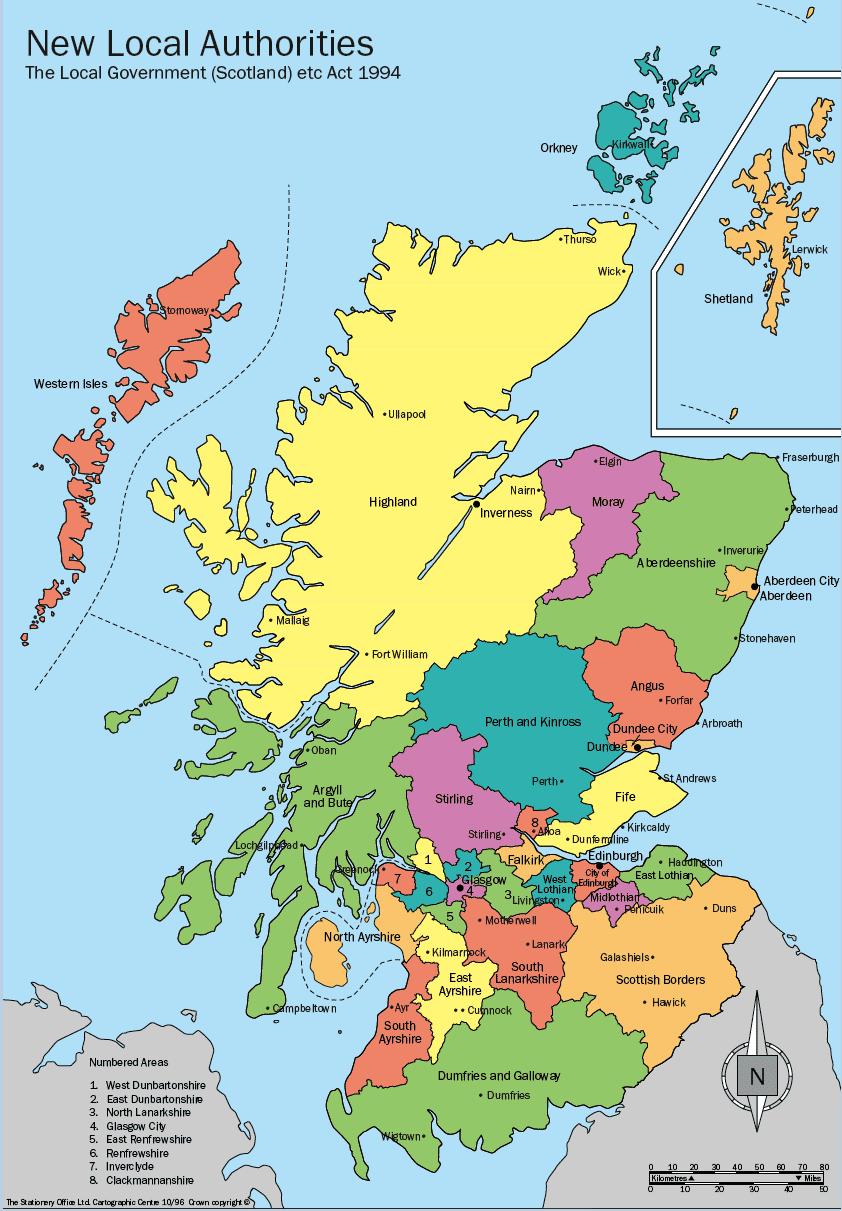 New Local Authorities
The Local Government (Scotland) etc Act 1994
Orkney
Kirkwall
Thurso
Wick
Lerwick
Shetland
Stornoway
Western Isles
Ullapool
Fraserburgh
Elgin
Nairn
Moray
Highland
Inverness
Peterhead
Inverurie
Aberdeenshire
Aberdeen City
Aberdeen
Mallaig
Stonehaven
Fort William
Angus
Forfar
Perth and Kinross
Arbroath
Dundee City
Dundee
Oban
Perth
St Andrews
Argyll
and Bute
Stirling
Fife
8
Alloa
Kirkcaldy
Stirling
Dunfermline
Lochgilphead
1
2
Falkirk
Edinburgh
Haddington
Greenock
7
Glasgow
West
Lothian
City of
Edinburgh
East Lothian
6
4
3
Livingston
Midlothian
Penicuik
Duns
5
Motherwell
North Ayrshire
Kilmarnock
Lanark
Galashiels
East
Ayrshire
South
Lanarkshire
Scottish Borders
Campbeltown
Ayr
Cumnock
Hawick
South
Ayrshire
Dumfries and Galloway
Dumfries
Wigtown
N
Numbered Areas
1. West Dunbartonshire
2. East Dunbartonshire
3. North Lanarkshire
4. Glasgow City
5. East Renfrewshire
6. Renfrewshire
7. Inverclyde
8. Clackmannanshire
0 10 20 30 40 50 60 70 80
Kilometres Miles
0 10 20 30 40 50
The Stationery Office Ltd. Cartographic Centre 10/96 Crown copyright ©